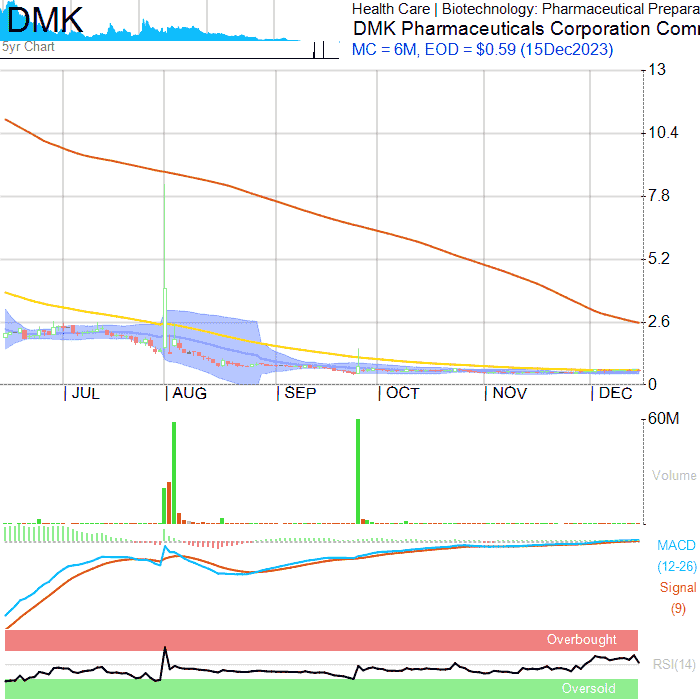 DMK
5yr Chart
Health Care | Biotechnology: Pharmaceutical Prepara
DMK Pharmaceuticals Corporation Com
MC = 6M, EOD = $0.59 (15Dec2023)
13
10.4
7.8
5.2
2.6
0
JUL AUG SEP OCT NOV DEC
60M
Volume
MACD
(12-26)
Signal
(9)
Overbought
RSI(14)
Oversold